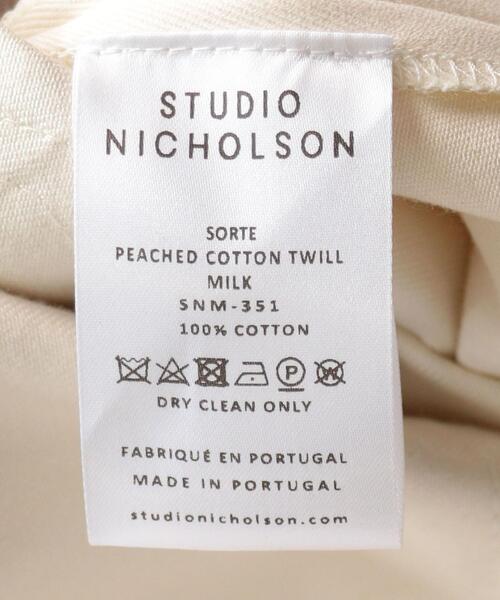 STUDIO
NICHOLSON
SORTE
PEACHED COTTON TWILL
MILK
SNM-351
100% COTTON
DRY CLEAN ONLY
FABRIQUÉ EN PORTUGAL
MADE IN PORTUGAL
studionicholson.com